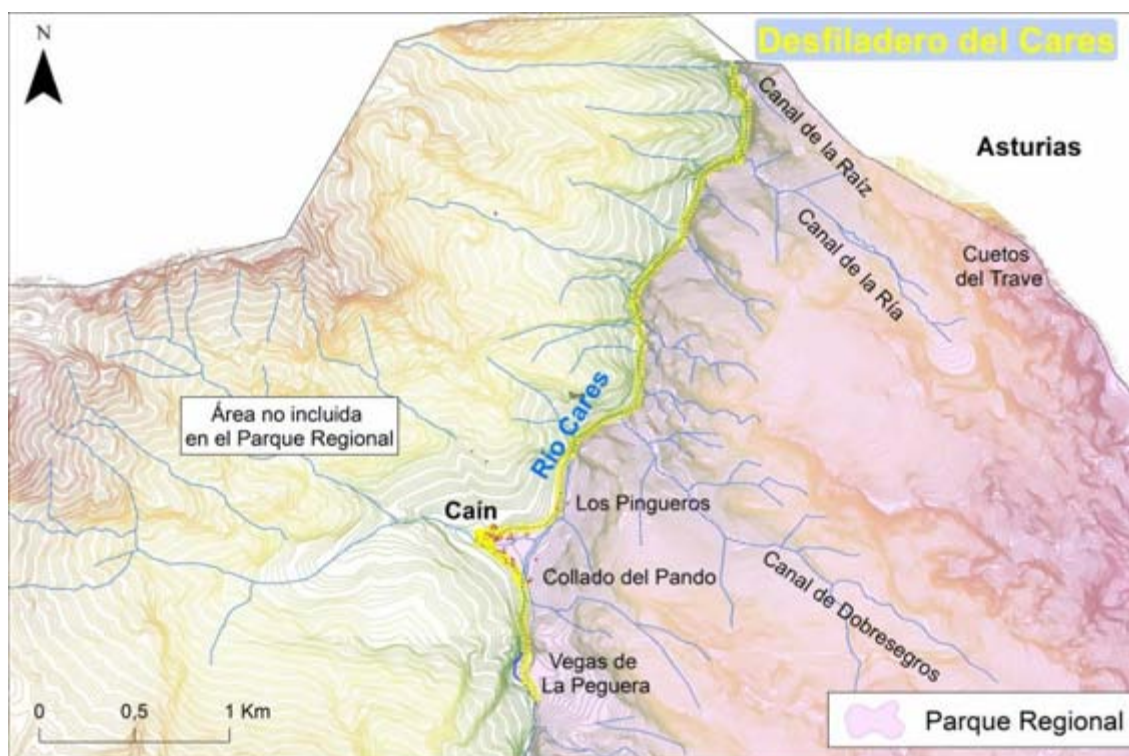 N
Desfiladero del Cares
Canal de la Raíz
Asturias
Canal de la Ría
Cuetos
del Trave
Área no incluida
en el Parque Regional
Río Cares
Los Pingueros
Caín
Collado del Pando
Canal de Dobresegros
Vegas de
La Peguera
0 0,5 1 Km
Parque Regional